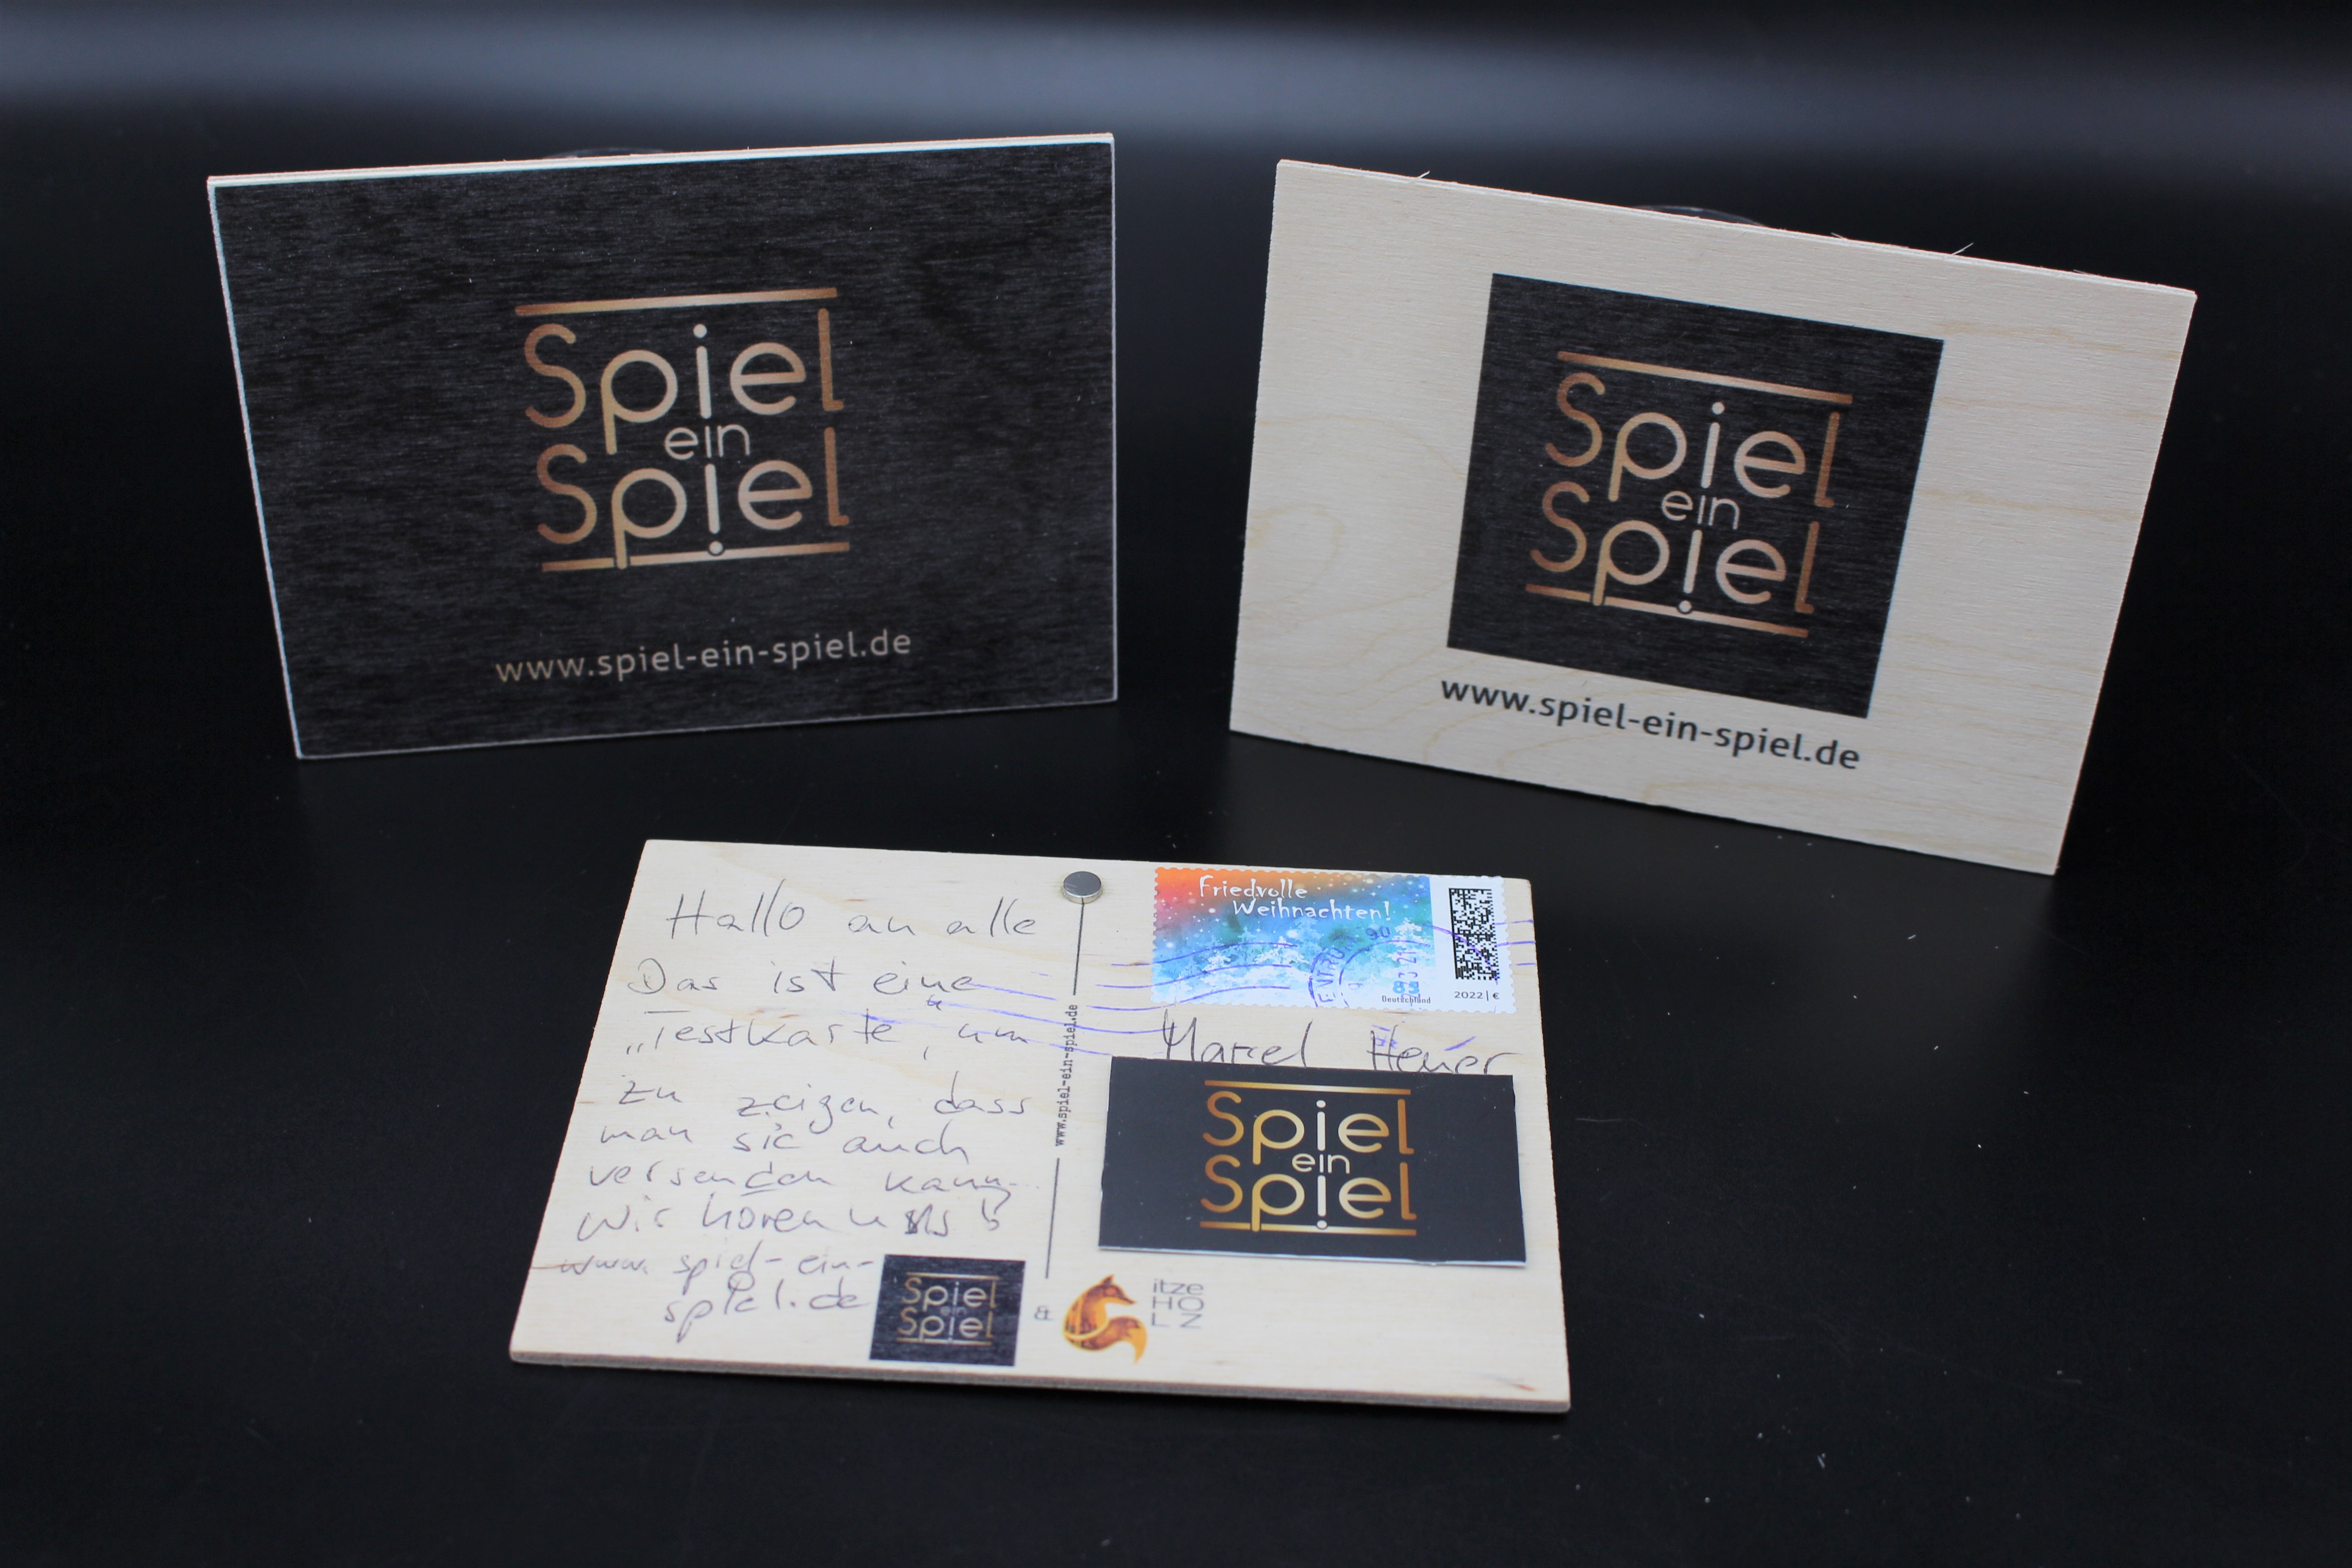 Spiel
ein
Spiel
www.spiel-ein-spiel.de
Spiel
ein
Spiel
www.spiel-ein-spiel.de
Hallo an alle
Das ist eine
„Testkarte", um
zu zeigen, dass
man sie auch
versenden kann.
Wir hören uns!
www.spiel-ein-
spiel.de
www.spiel-ein-spiel.de
Friedvolle
Weihnachten!
90
Deutschland
2022 | €
Marcel Heuer
Spiel
ein
Spiel
Spiel
ein
Spiel
&
itze
HO
LZ